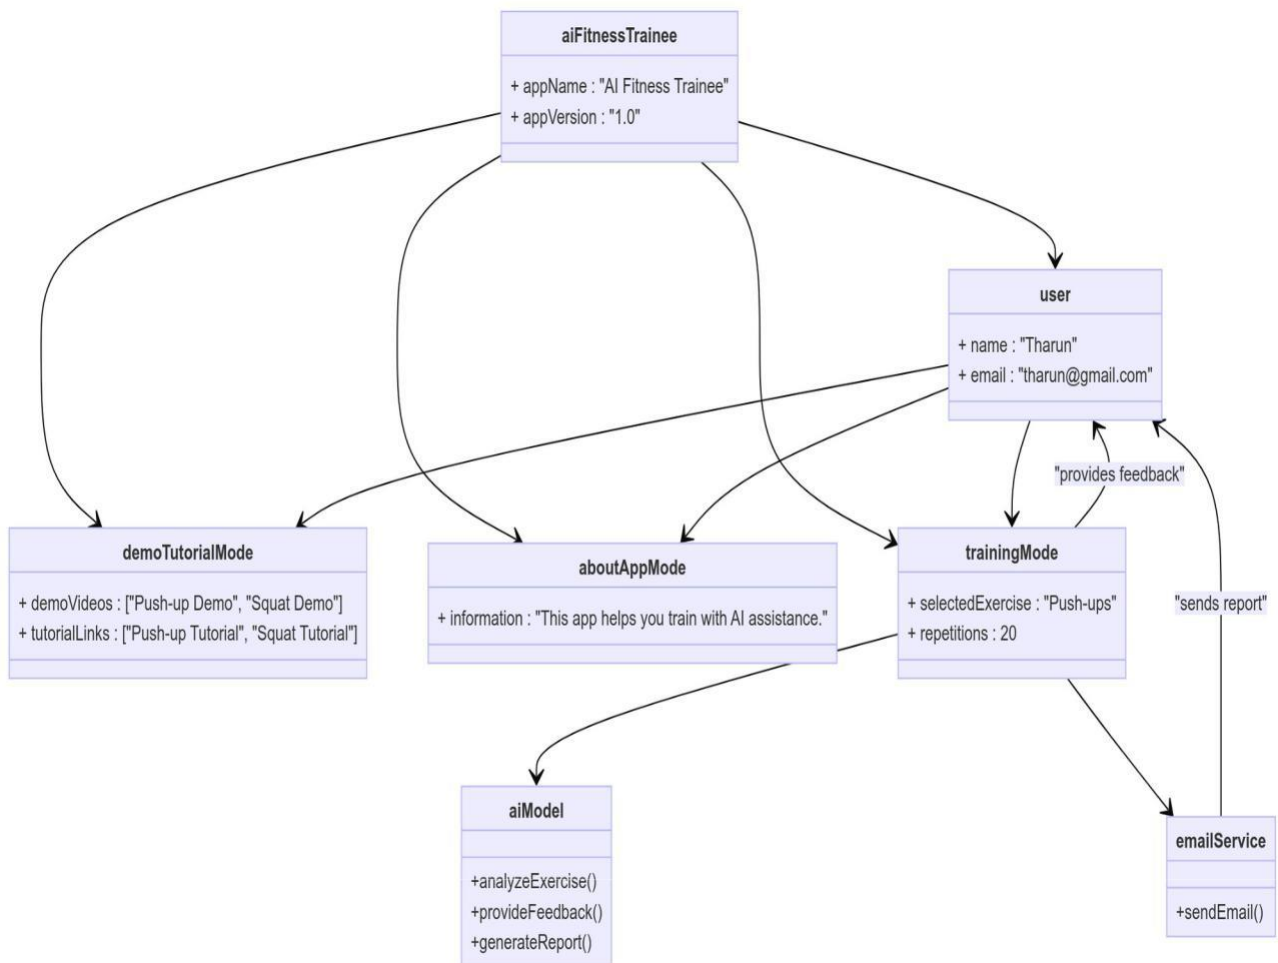 aiFitnessTrainee
+ appName : "AI Fitness Trainee"
+ appVersion : "1.0"
user
+ name : "Tharun"
+ email : "tharun@gmail.com"
"provides feedback"
demoTutorialMode
+ demoVideos : ["Push-up Demo", "Squat Demo"]
+ tutorialLinks : ["Push-up Tutorial", "Squat Tutorial"]
aboutAppMode
+ information : "This app helps you train with AI assistance."
trainingMode
+ selectedExercise : "Push-ups"
+ repetitions : 20
"sends report"
aiModel
+analyzeExercise()
+provideFeedback()
+generateReport()
emailService
+sendEmail()